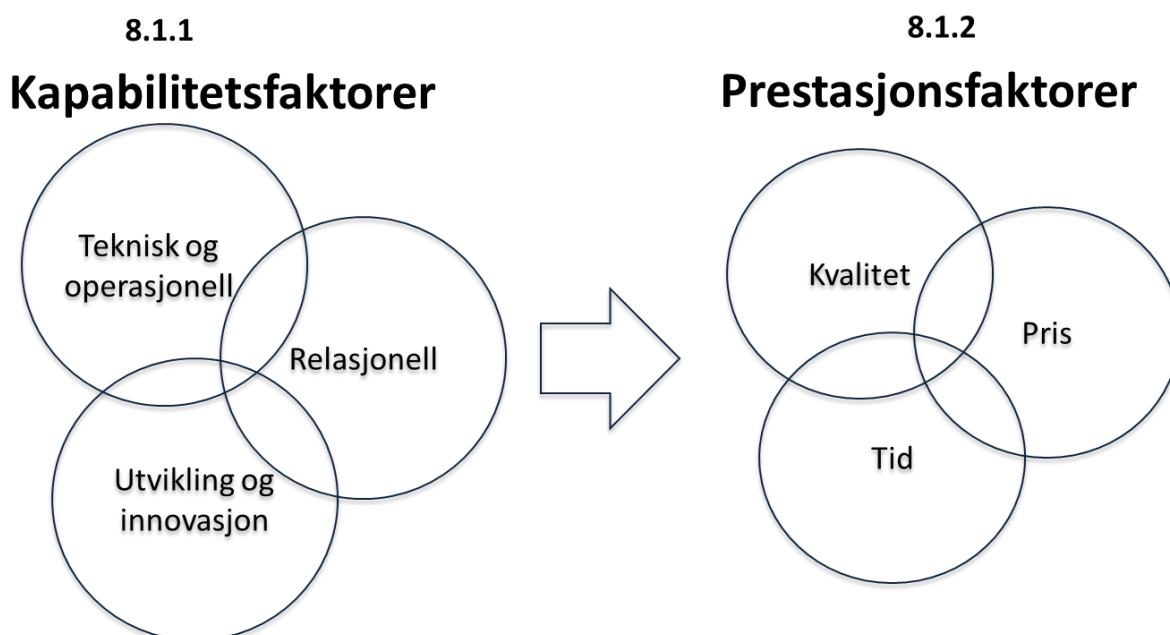 8.1.1
Kapabilitetsfaktorer
Teknisk og
operasjonell
Relasjonell
Utvikling og
innovasjon
8.1.2
Prestasjonsfaktorer
Kvalitet
Pris
Tid